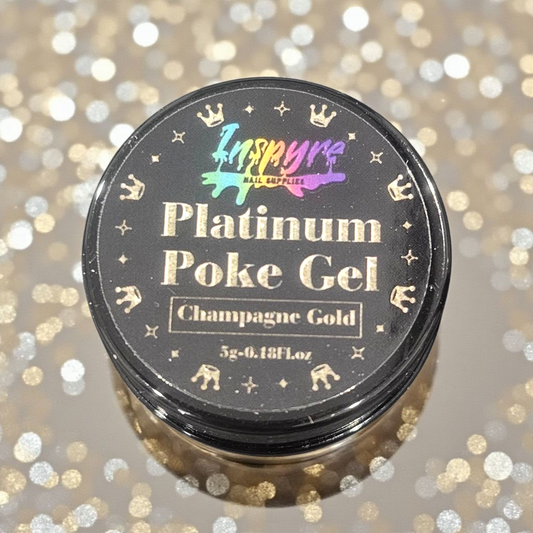 Inspyre
NAIL SUPPLIES
Platinum
Poke Gel
Champagne Gold
5g-0.18Fl.oz